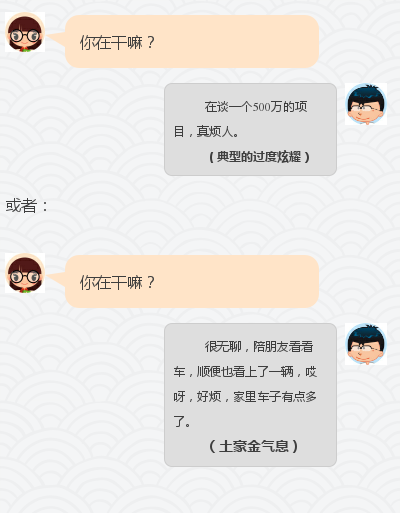 你在干嘛？
在谈一个500万的项
目，真烦人。
（典型的过度炫耀）
或者：
你在干嘛？
很无聊，陪朋友看看
车，顺便也看上了一辆，哎
呀，好烦，家里车子有点多
了。
（土豪金气息）